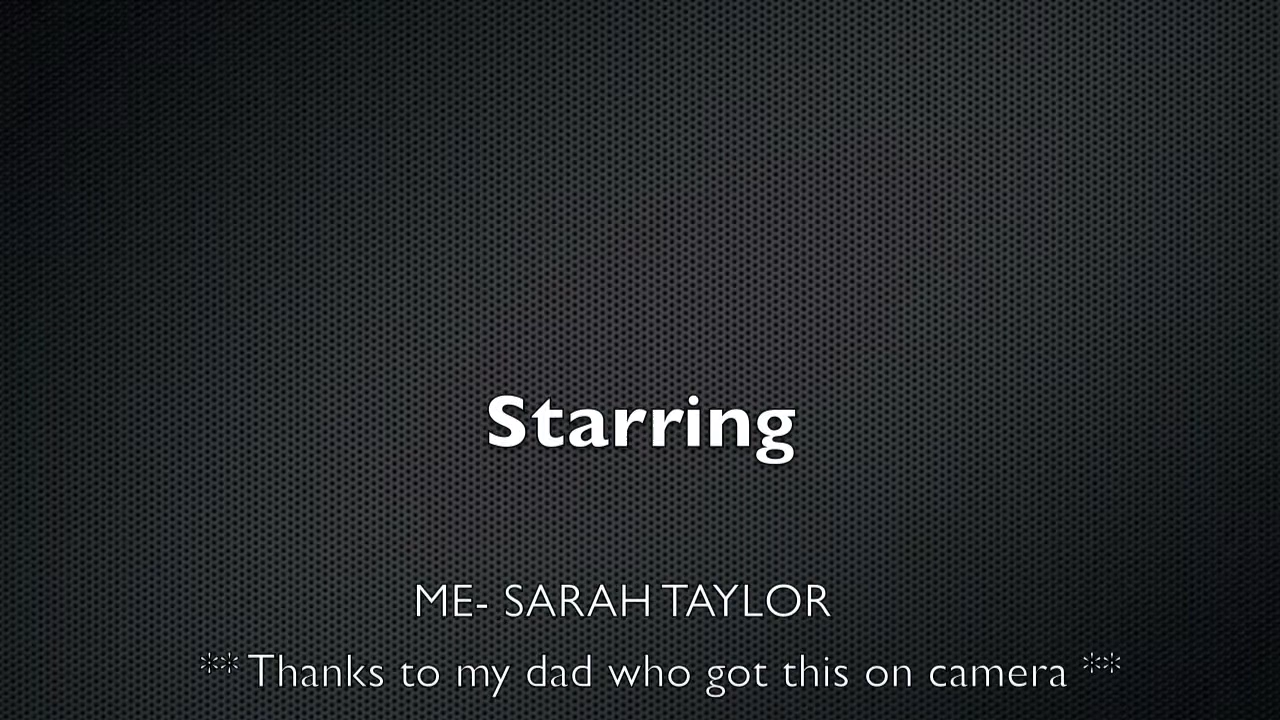 Starring
ME- SARAH TAYLOR
** Thanks to my dad who got this on camera **